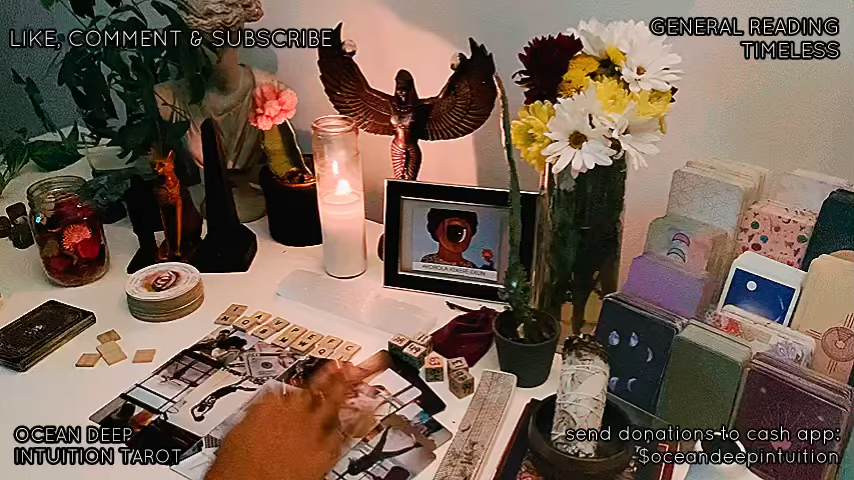 LIKE, COMMENT & SUBSCRIBE
GENERAL READING
TIMELESS
OCEAN DEEP
INTUITION TAROT
send donations to cash app:
$oceandeepintuition